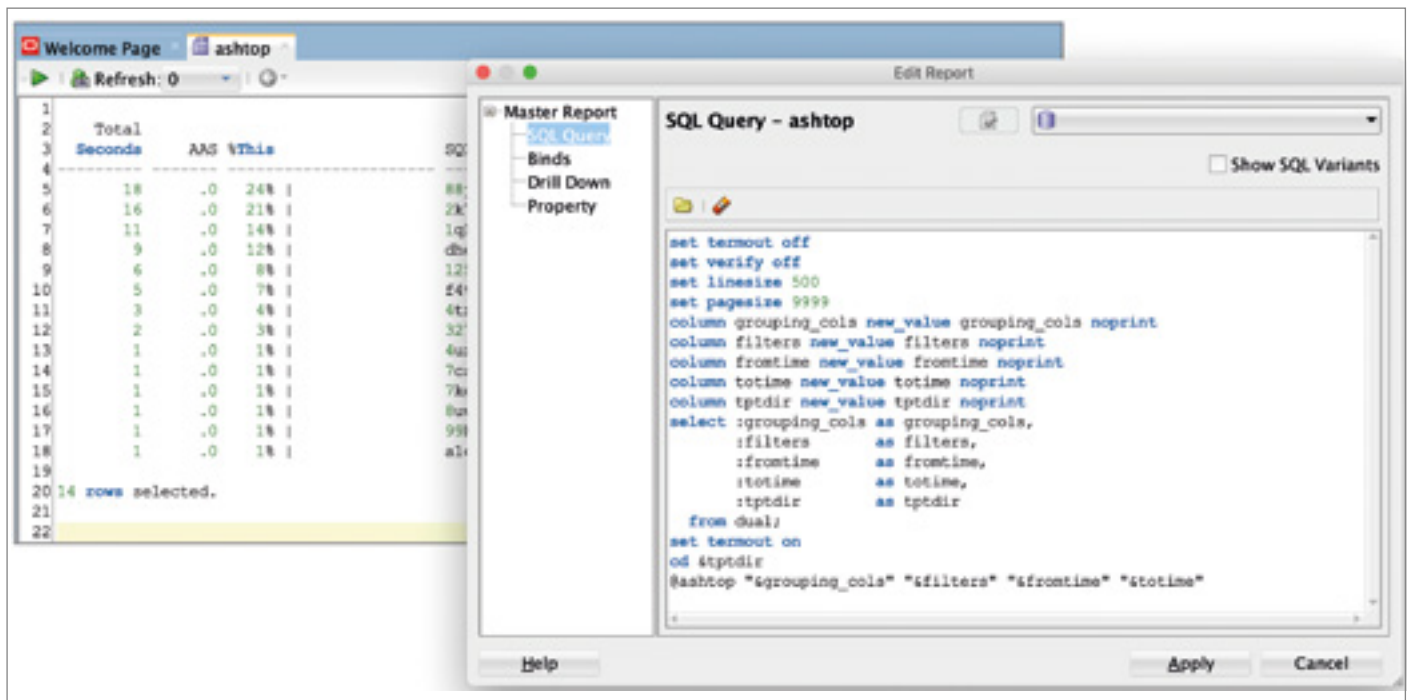 Welcome Page ashtop
Refresh: 0
1
2 Total
3 Seconds AAS %This
4 -------- ------- --------------------------
5 18 .0 24% |
6 16 .0 21% |
7 11 .0 14% |
8 9 .0 12% |
9 6 .0 8% |
10 5 .0 7% |
11 3 .0 4% |
12 2 .0 3% |
13 1 .0 1% |
14 1 .0 1% |
15 1 .0 1% |
16 1 .0 1% |
17 1 .0 1% |
18 1 .0 1% |
19
20 14 rows selected.
21
22
Edit Report
Master Report
SQL Query
Binds
Drill Down
Property
SQL Query - ashtop
Show SQL Variants
set termout off
set verify off
set linesize 500
set pagesize 9999
column grouping_cols new_value grouping_cols noprint
column filters new_value filters noprint
column fromtime new_value fromtime noprint
column totime new_value totime noprint
column tptdir new_value tptdir noprint
select :grouping_cols as grouping_cols,
:filters as filters,
:fromtime as fromtime,
:totime as totime,
:tptdir as tptdir
from dual;
set termout on
cd &tptdir
@ashtop "&grouping_cols" "&filters" "&fromtime" "&totime"
Help
Apply
Cancel